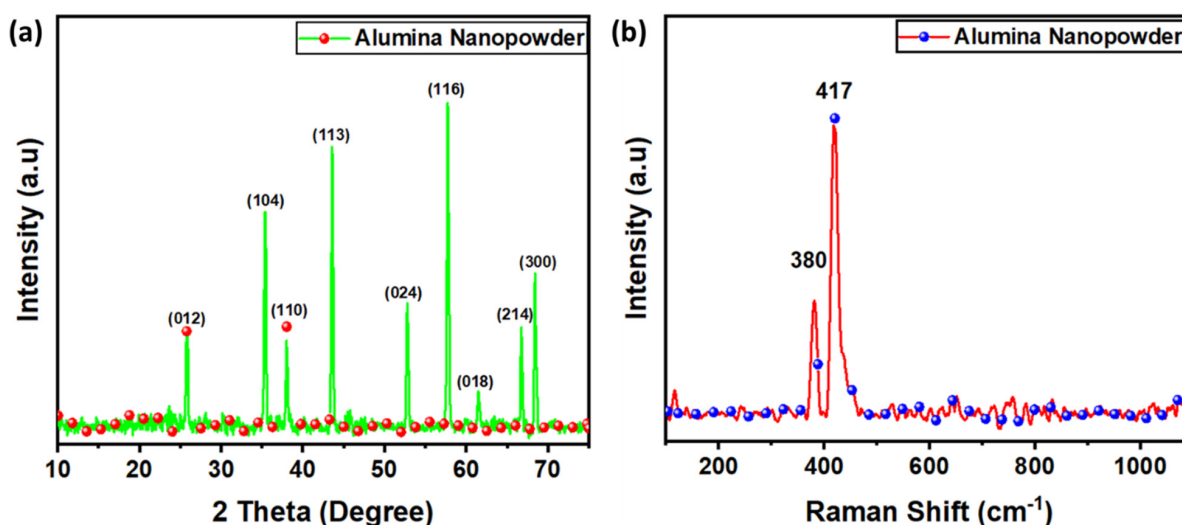 (a)
Alumina Nanopowder
(116)
(113)
(104)
(300)
(024)
(110)
(012)
(214)
(018)
Intensity (a.u)
10 20 30 40 50 60 70
2 Theta (Degree)
(b)
Alumina Nanopowder
417
380
Intensity (a.u)
200 400 600 800 1000
Raman Shift (cm⁻¹)